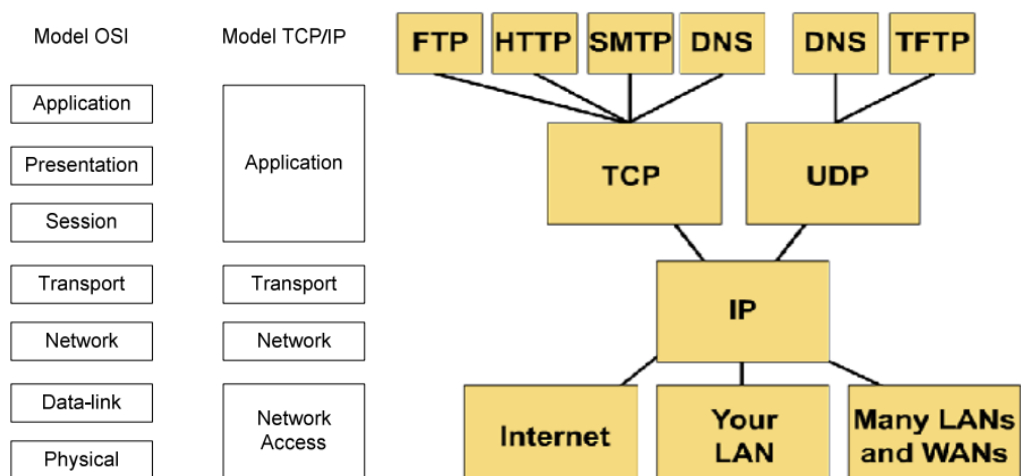 Model OSI
Application
Presentation
Session
Transport
Network
Data-link
Physical
Model TCP/IP
Application
Transport
Network
Network
Access
FTP HTTP SMTP DNS DNS TFTP
TCP UDP
IP
Internet
Your
LAN
Many LANs
and WANs